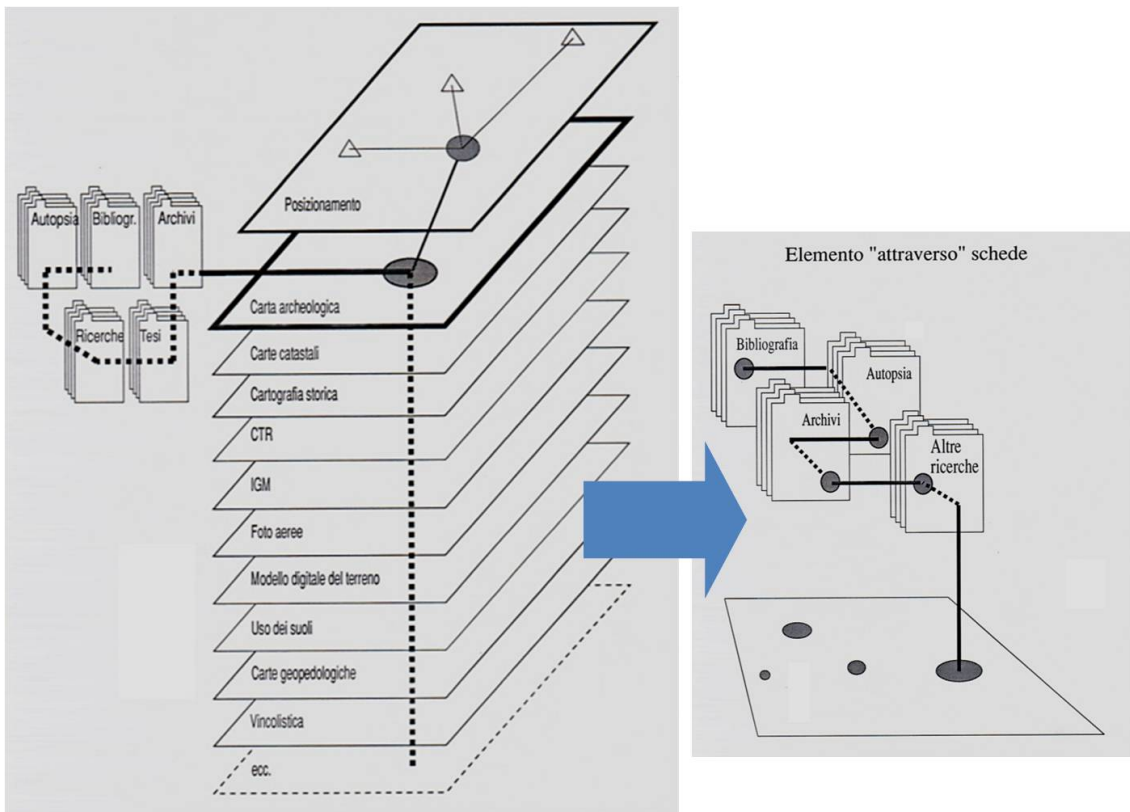 Posizionamento
Autopsia
Bibliogr.
Archivi
Ricerche
Tesi
Carta archeologica
Carte catastali
Cartografia storica
CTR
IGM
Foto aeree
Modello digitale del terreno
Uso dei suoli
Carte geopedologiche
Vincolistica
ecc.
Elemento "attraverso" schede
Bibliografia
Autopsia
Archivi
Altre
ricerche